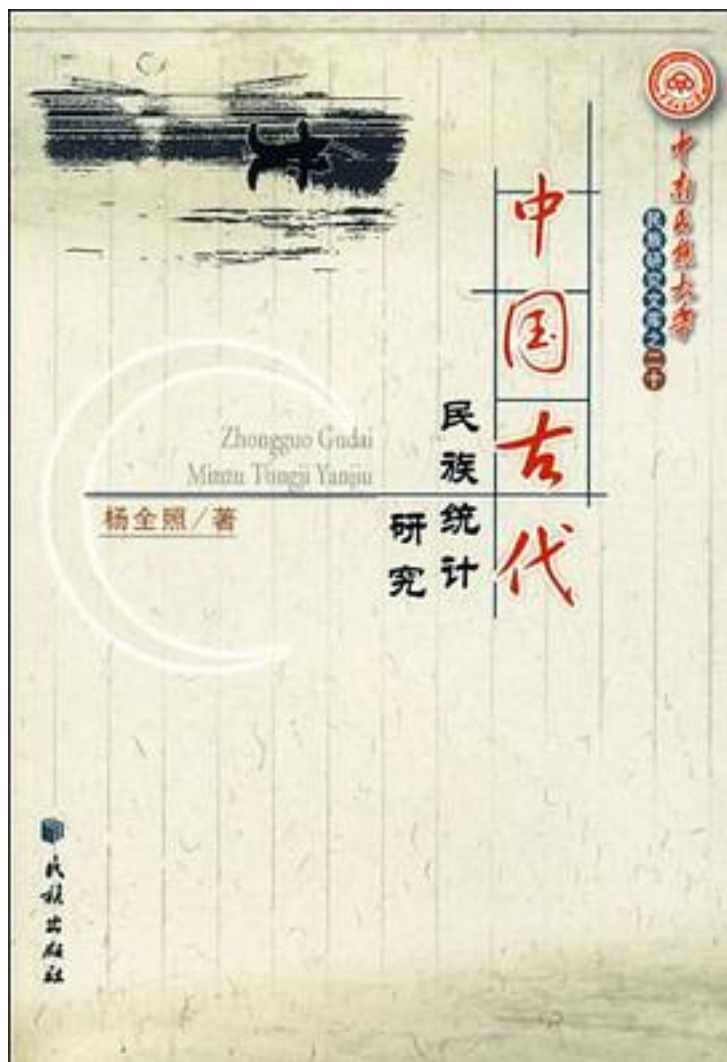 中南民族大学
民族研究文库之二十
中国古代
民族统计
研究
Zhongguo Gudai
Minzu Tongji Yanjiu
杨全照/著
民族出版社